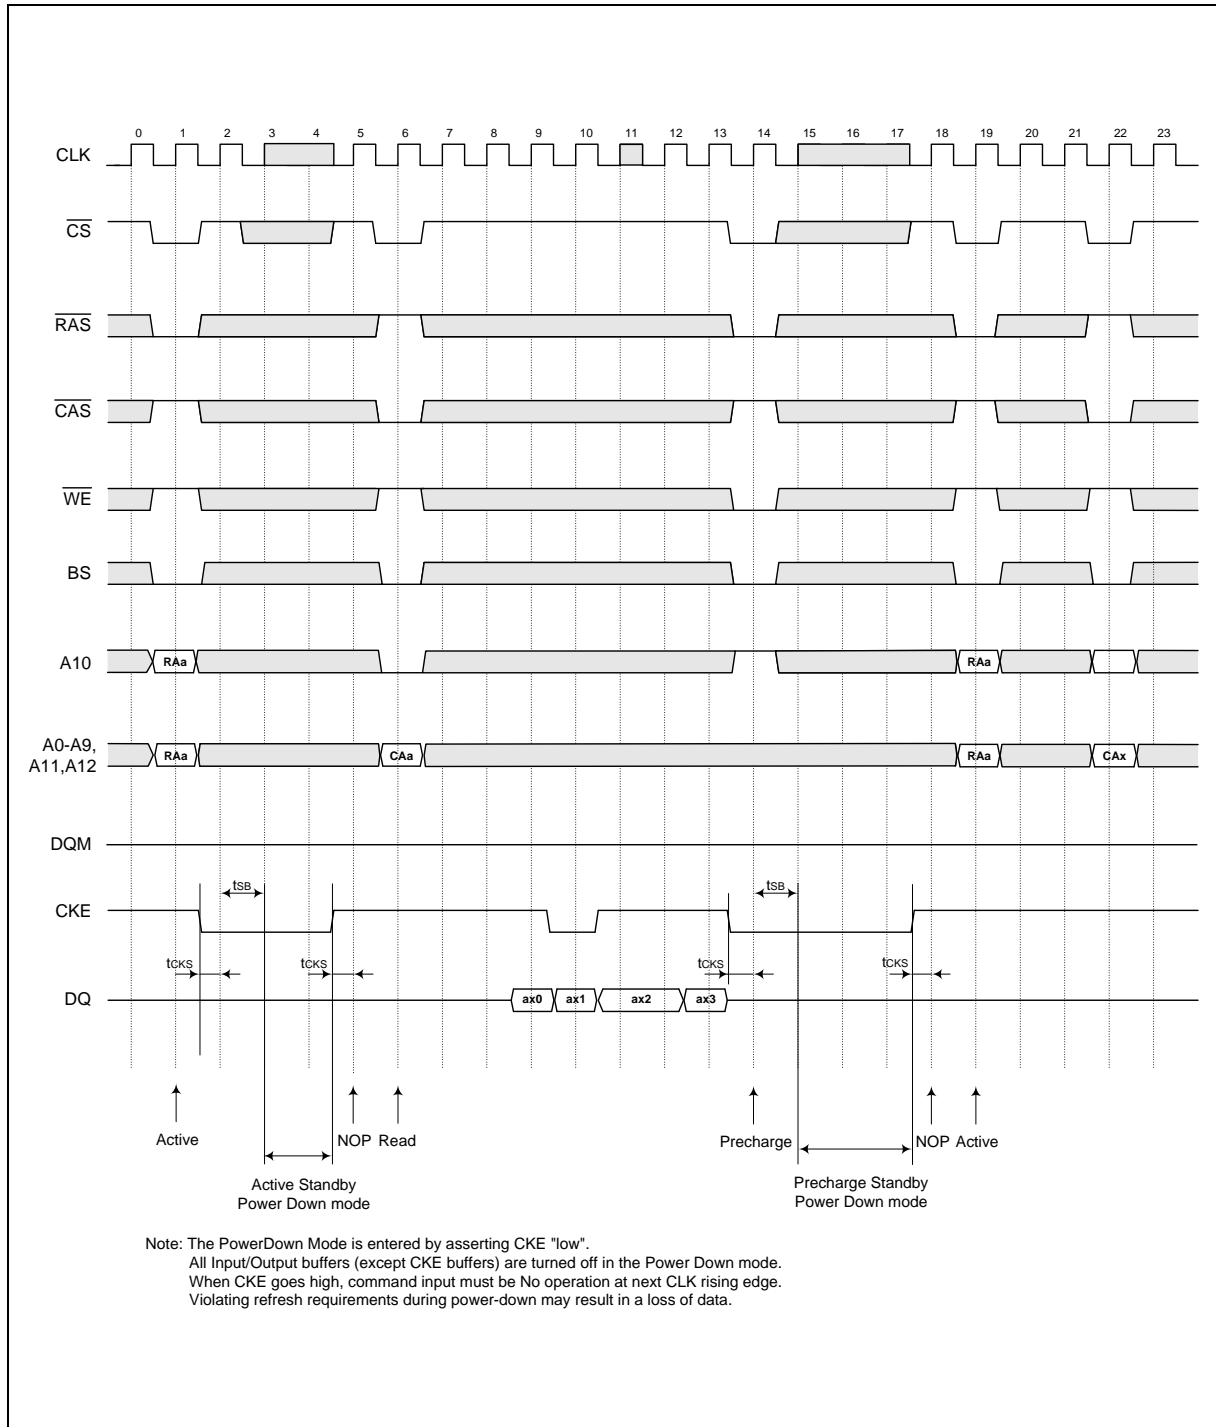 0 1 2 3 4 5 6 7 8 9 10 11 12 13 14 15 16 17 18 19 20 21 22 23
CLK
CS
RAS
CAS
WE
BS
A10 RAa RAa
A0-A9,
A11,A12 RAa CAa RAa CAx
DQM
tSB tSB
CKE
tCKS tCKS tCKS tCKS
DQ ax0 ax1 ax2 ax3
Active NOP Read Precharge NOP Active
Active Standby
Power Down mode
Precharge Standby
Power Down mode
Note: The PowerDown Mode is entered by asserting CKE "low".
All Input/Output buffers (except CKE buffers) are turned off in the Power Down mode.
When CKE goes high, command input must be No operation at next CLK rising edge.
Violating refresh requirements during power-down may result in a loss of data.